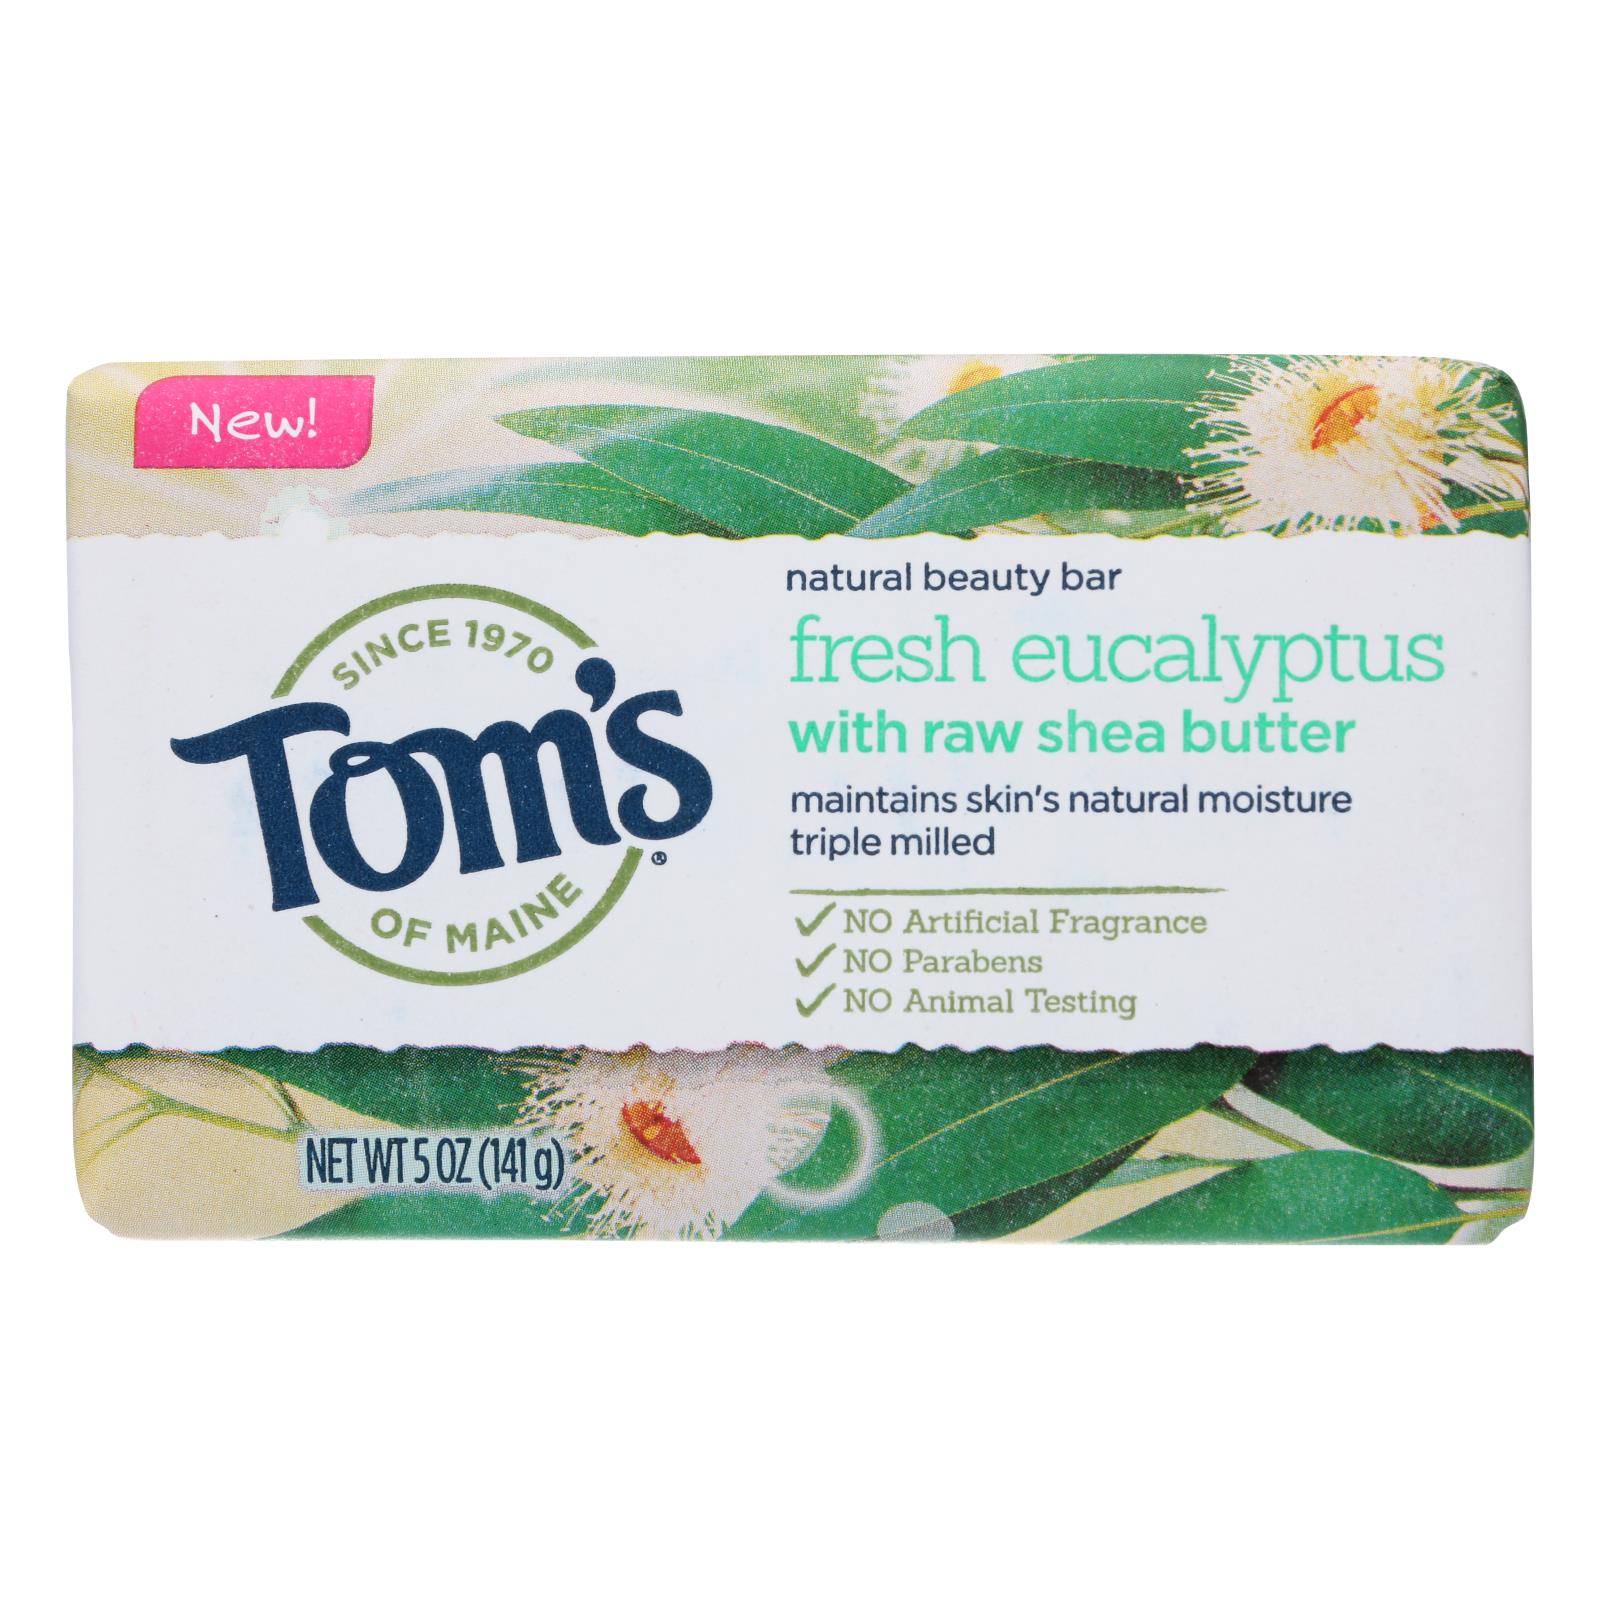 New!
SINCE 1970
Tom's
®
OF MAINE
natural beauty bar
fresh eucalyptus
with raw shea butter
maintains skin's natural moisture
triple milled
✓ NO Artificial Fragrance
✓ NO Parabens
✓ NO Animal Testing
NET WT 5 OZ (141 g)